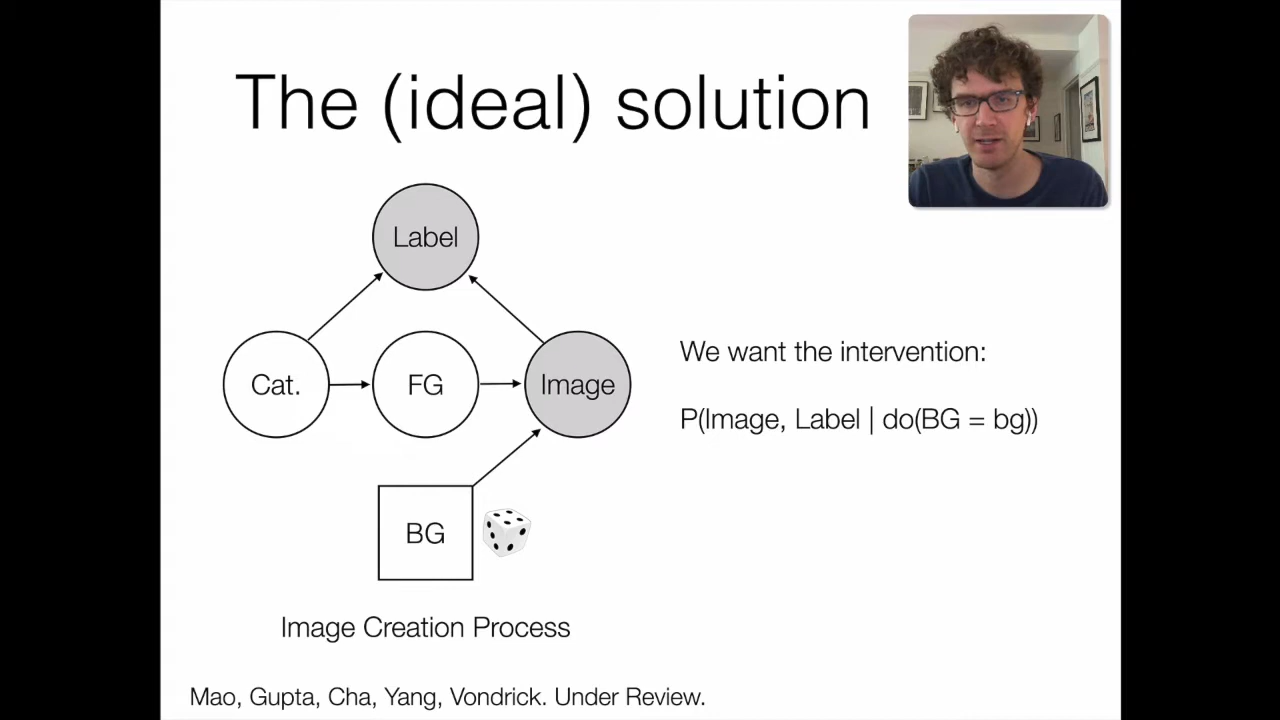 The (ideal) solution
Label
Cat.
FG
Image
We want the intervention:
P(Image, Label | do(BG = bg))
BG
Image Creation Process
Mao, Gupta, Cha, Yang, Vondrick. Under Review.